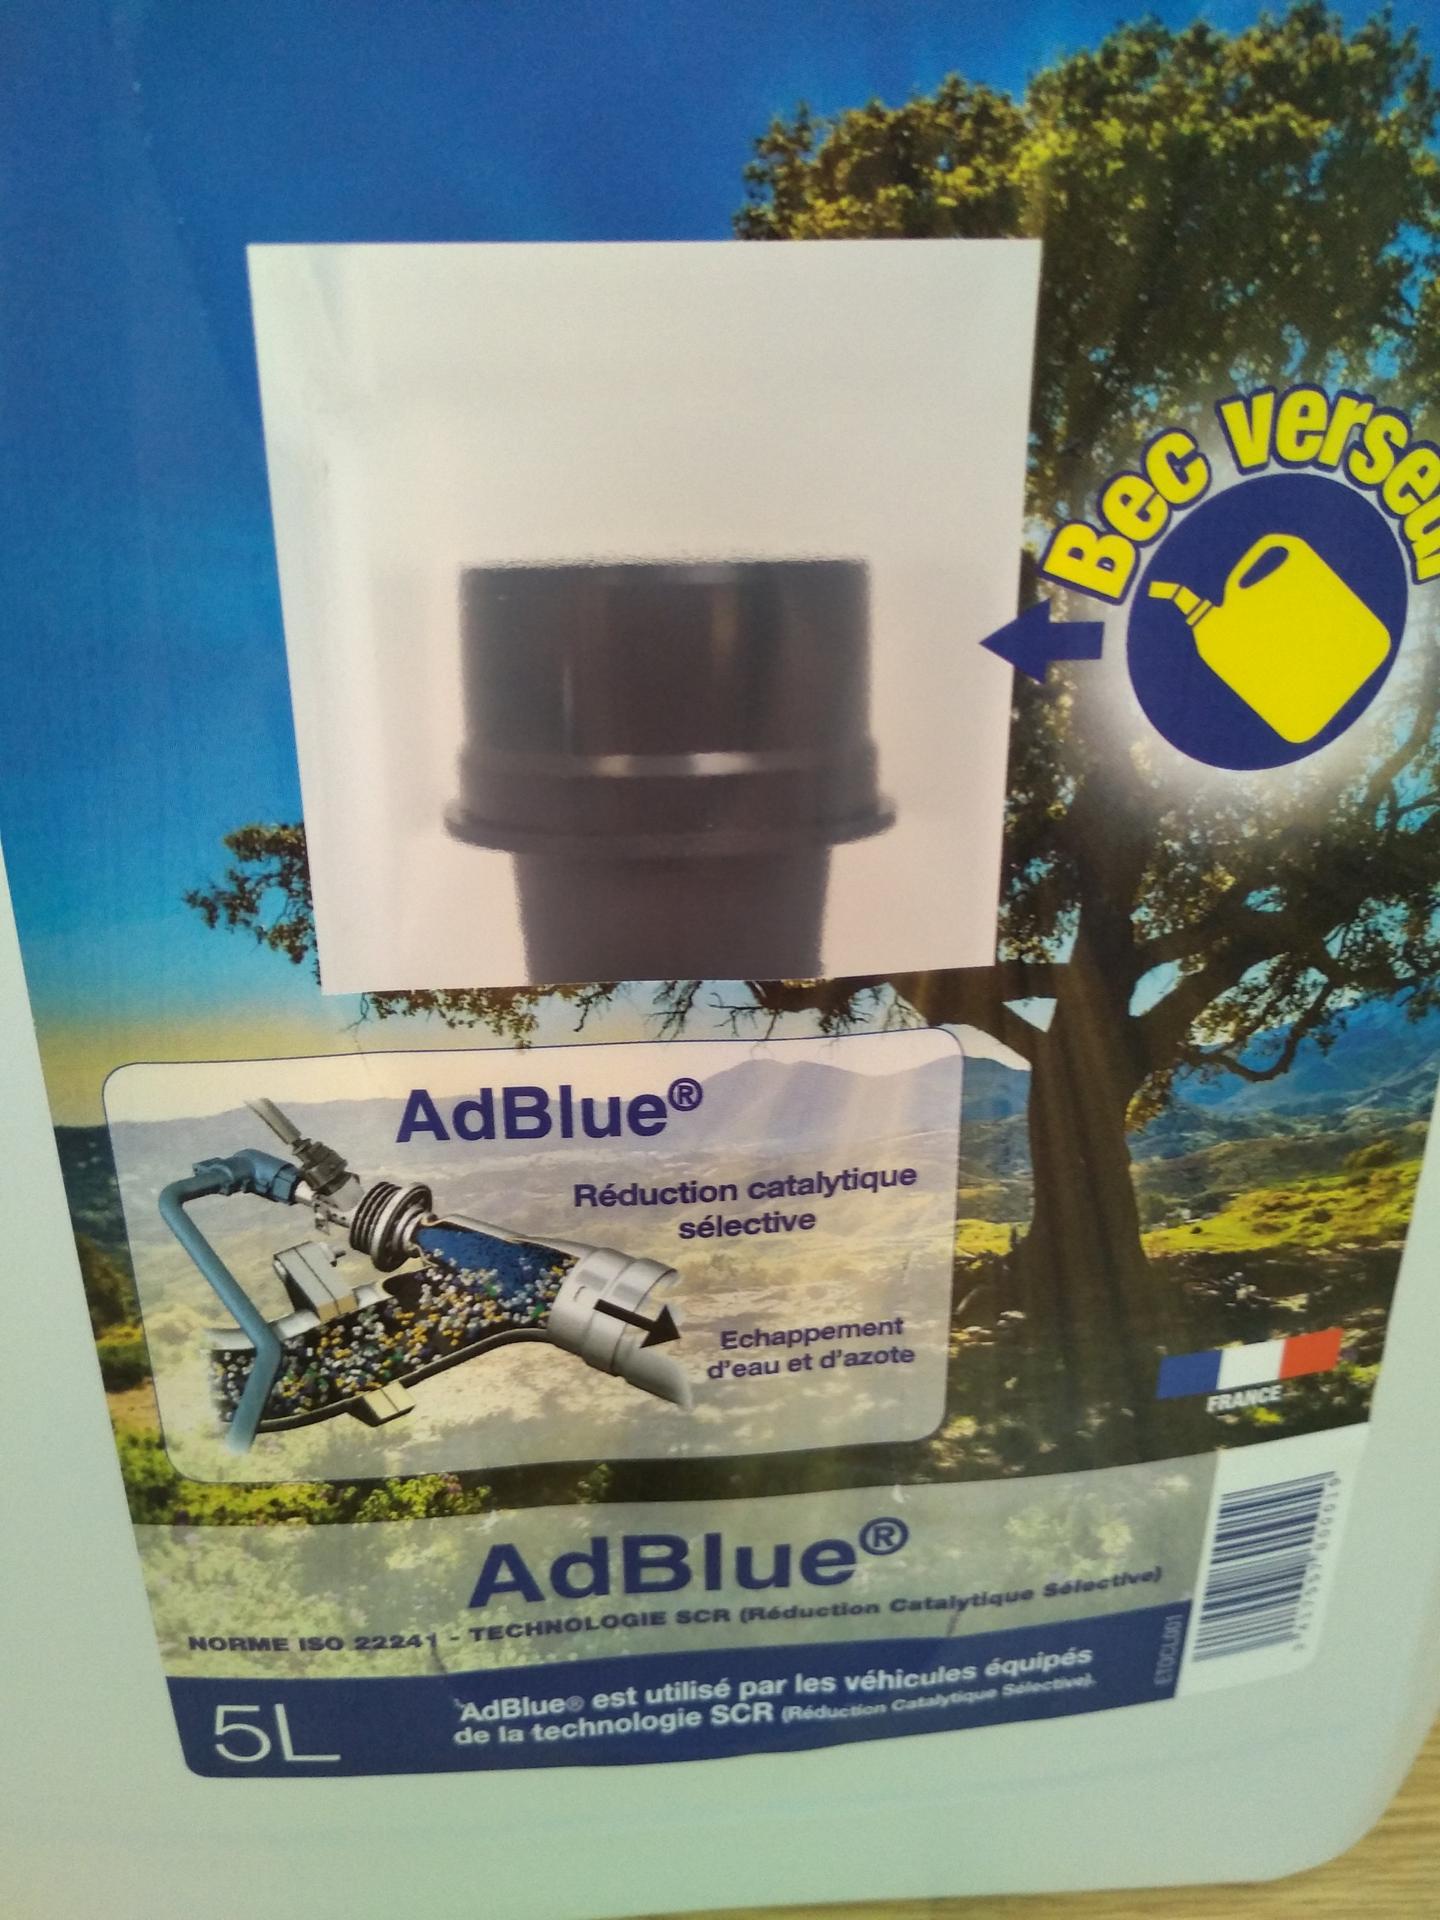 Bec verseur
AdBlue®
Réduction catalytique
sélective
Echappement
d'eau et d'azote
FRANCE
AdBlue®
NORME ISO 22241 - TECHNOLOGIE SCR (Réduction Catalytique Sélective)
5L
AdBlue® est utilisé par les véhicules équipés
de la technologie SCR (Réduction Catalytique Sélective).